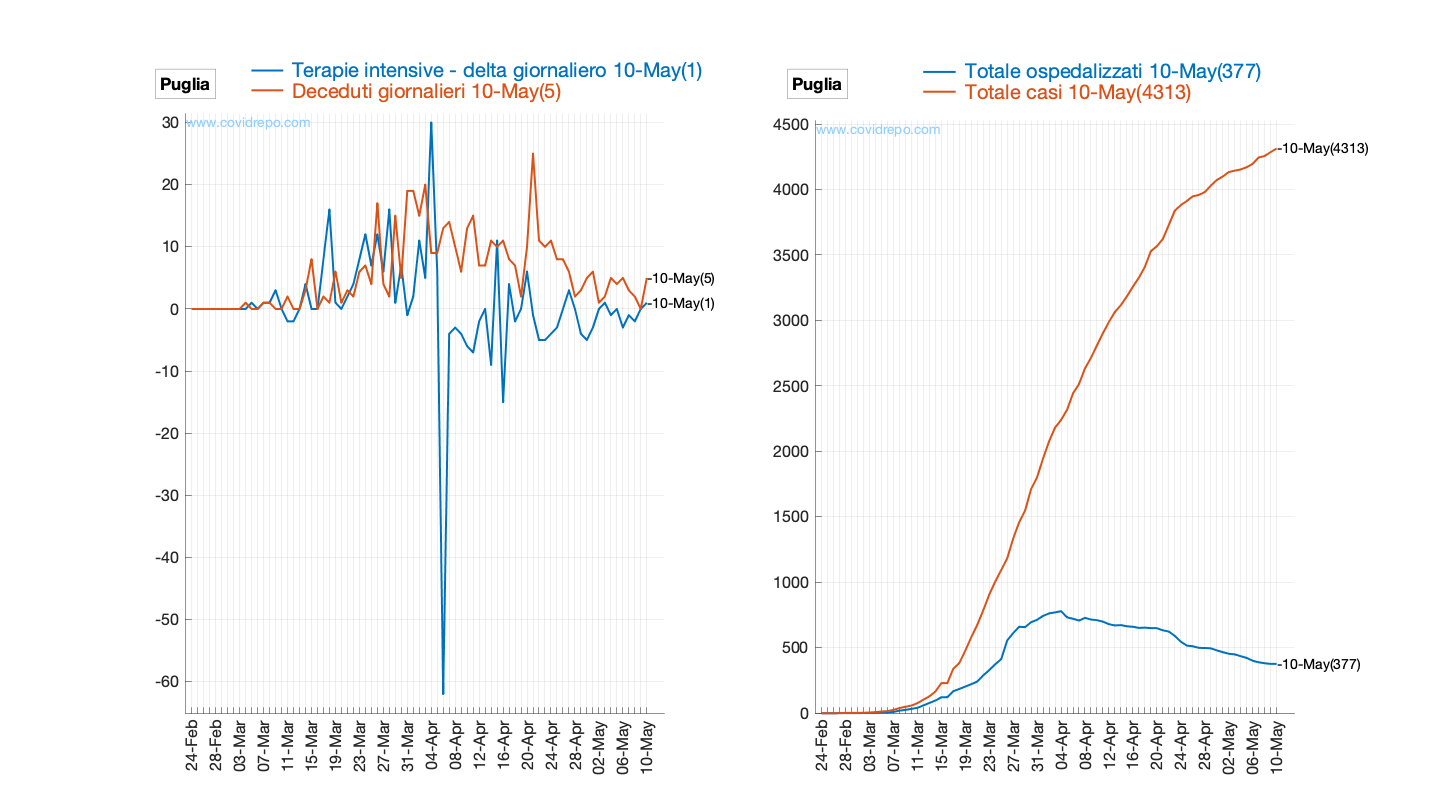 Puglia
Terapie intensive - delta giornaliero 10-May(1)
Deceduti giornalieri 10-May(5)
www.covidrepo.com
30
20
10
0
-10
-20
-30
-40
-50
-60
-10-May(5)
-10-May(1)
24-Feb
28-Feb
03-Mar
07-Mar
11-Mar
15-Mar
19-Mar
23-Mar
27-Mar
31-Mar
04-Apr
08-Apr
12-Apr
16-Apr
20-Apr
24-Apr
28-Apr
02-May
06-May
10-May
Puglia
Totale ospedalizzati 10-May(377)
Totale casi 10-May(4313)
www.covidrepo.com
4500
4000
3500
3000
2500
2000
1500
1000
500
0
-10-May(4313)
-10-May(377)
24-Feb
28-Feb
03-Mar
07-Mar
11-Mar
15-Mar
19-Mar
23-Mar
27-Mar
31-Mar
04-Apr
08-Apr
12-Apr
16-Apr
20-Apr
24-Apr
28-Apr
02-May
06-May
10-May